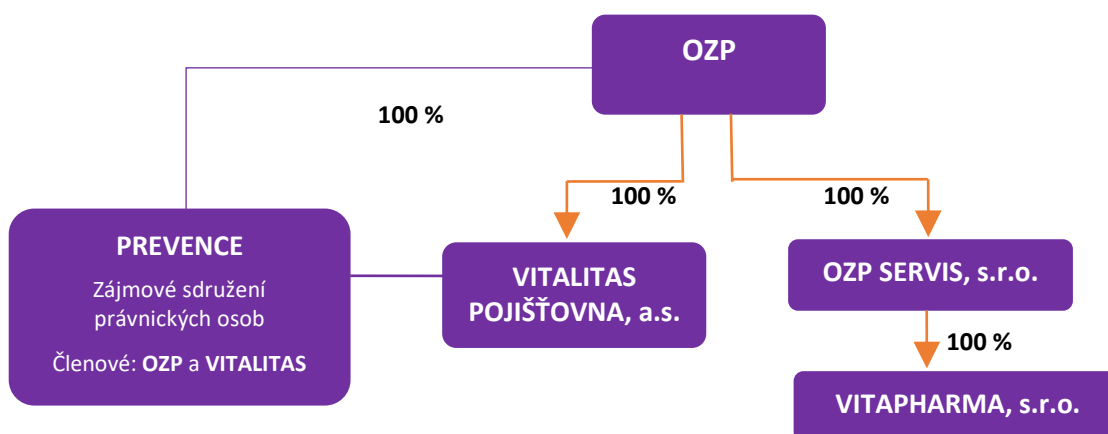 OZP
100 %
100 %
100 %
PREVENCE
Zájmové sdružení
právnických osob
Členové: OZP a VITALITAS
VITALITAS
POJIŠŤOVNA, a.s.
OZP SERVIS, s.r.o.
100 %
VITAPHARMA, s.r.o.